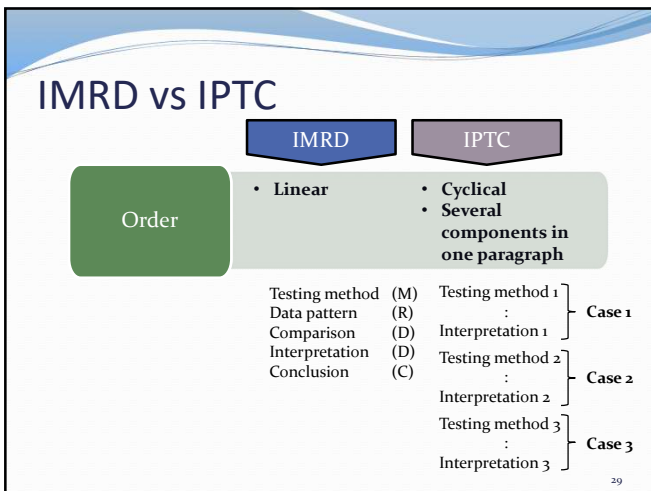 IMRD vs IPTC
IMRD
IPTC
Order
• Linear
• Cyclical
• Several
components in
one paragraph
Testing method (M)
Data pattern (R)
Comparison (D)
Interpretation (D)
Conclusion (C)
Testing method 1
:
Interpretation 1
Case 1
Testing method 2
:
Interpretation 2
Case 2
Testing method 3
:
Interpretation 3
Case 3
29